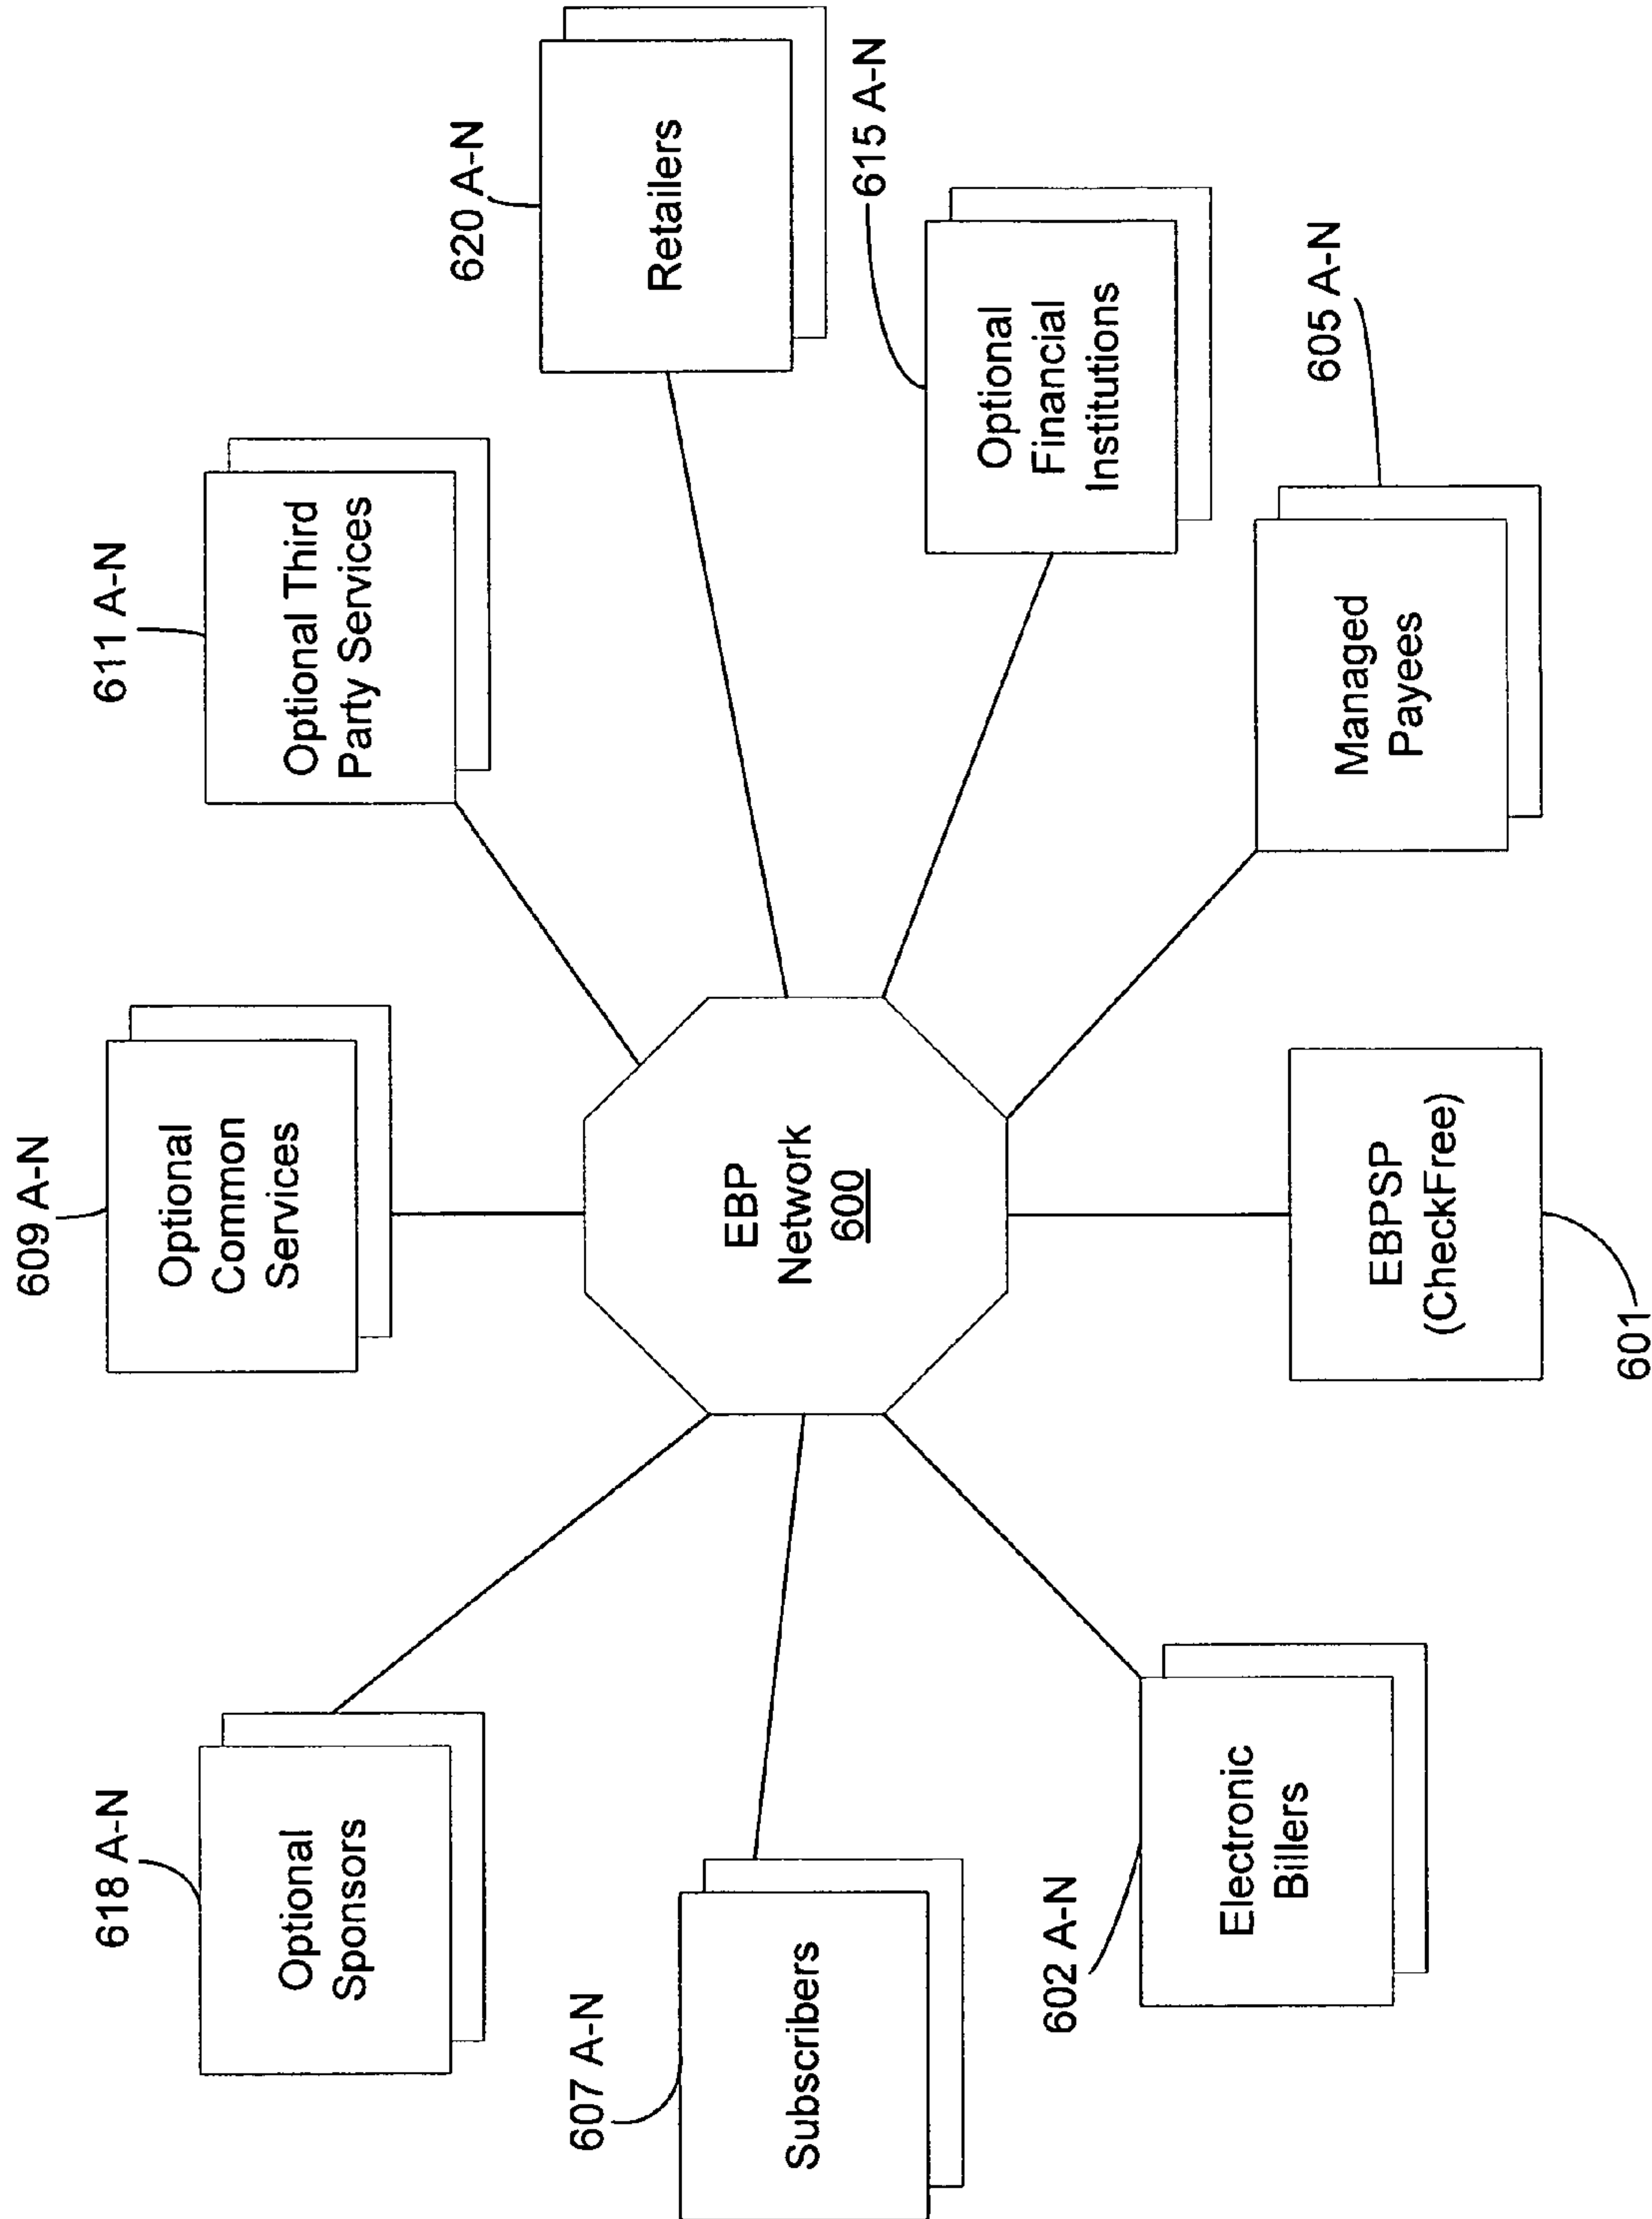 609 A-N
Optional
Common
Services
611 A-N
Optional Third
Party Services
618 A-N
Optional
Sponsors
620 A-N
Retailers
607 A-N
Subscribers
EBP
Network
600
615 A-N
Optional
Financial
Institutions
602 A-N
Electronic
Billers
605 A-N
Managed
Payees
EBPSP
(CheckFree)
601